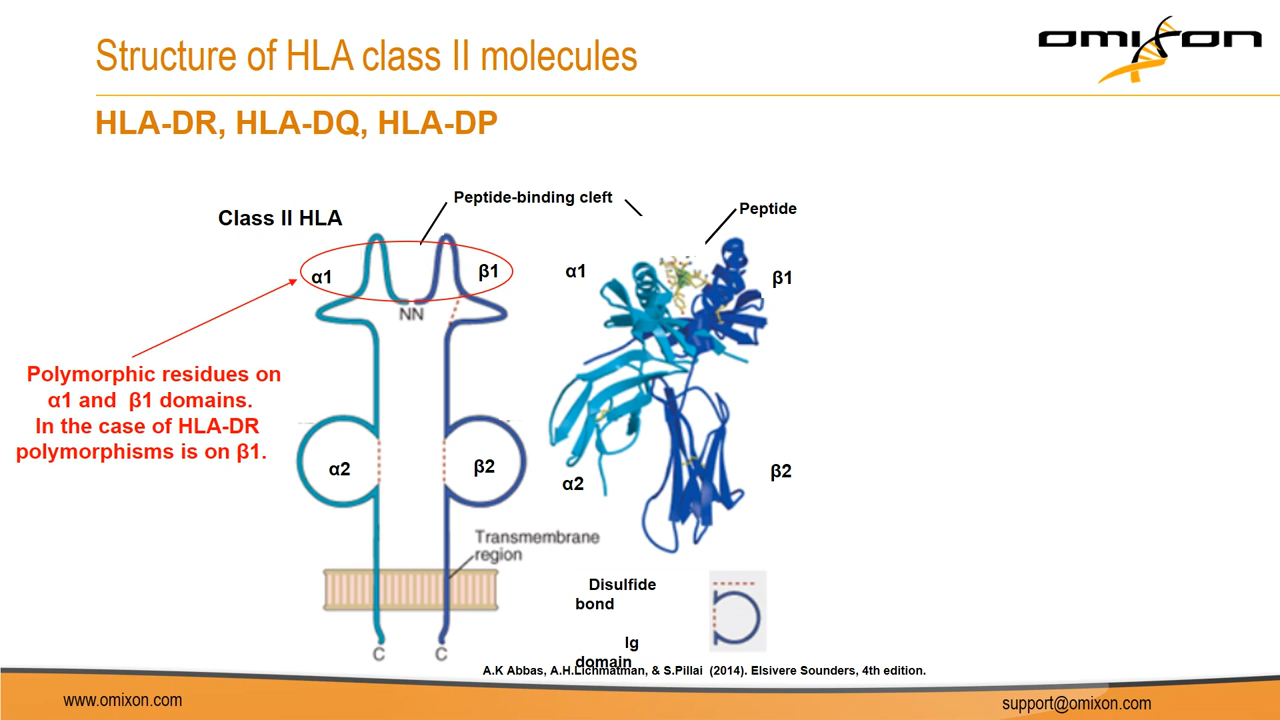 Structure of HLA class II molecules
omixon
HLA-DR, HLA-DQ, HLA-DP
Peptide-binding cleft
Peptide
Class II HLA
α1
β1
α1
β1
NN
Polymorphic residues on
α1 and β1 domains.
In the case of HLA-DR
polymorphisms is on β1.
α2
β2
α2
β2
Transmembrane
region
Disulfide
bond
Ig
domain
C
C
A.K Abbas, A.H.Lichmatman, & S.Pillai (2014). Elsivere Sounders, 4th edition.
www.omixon.com
support@omixon.com